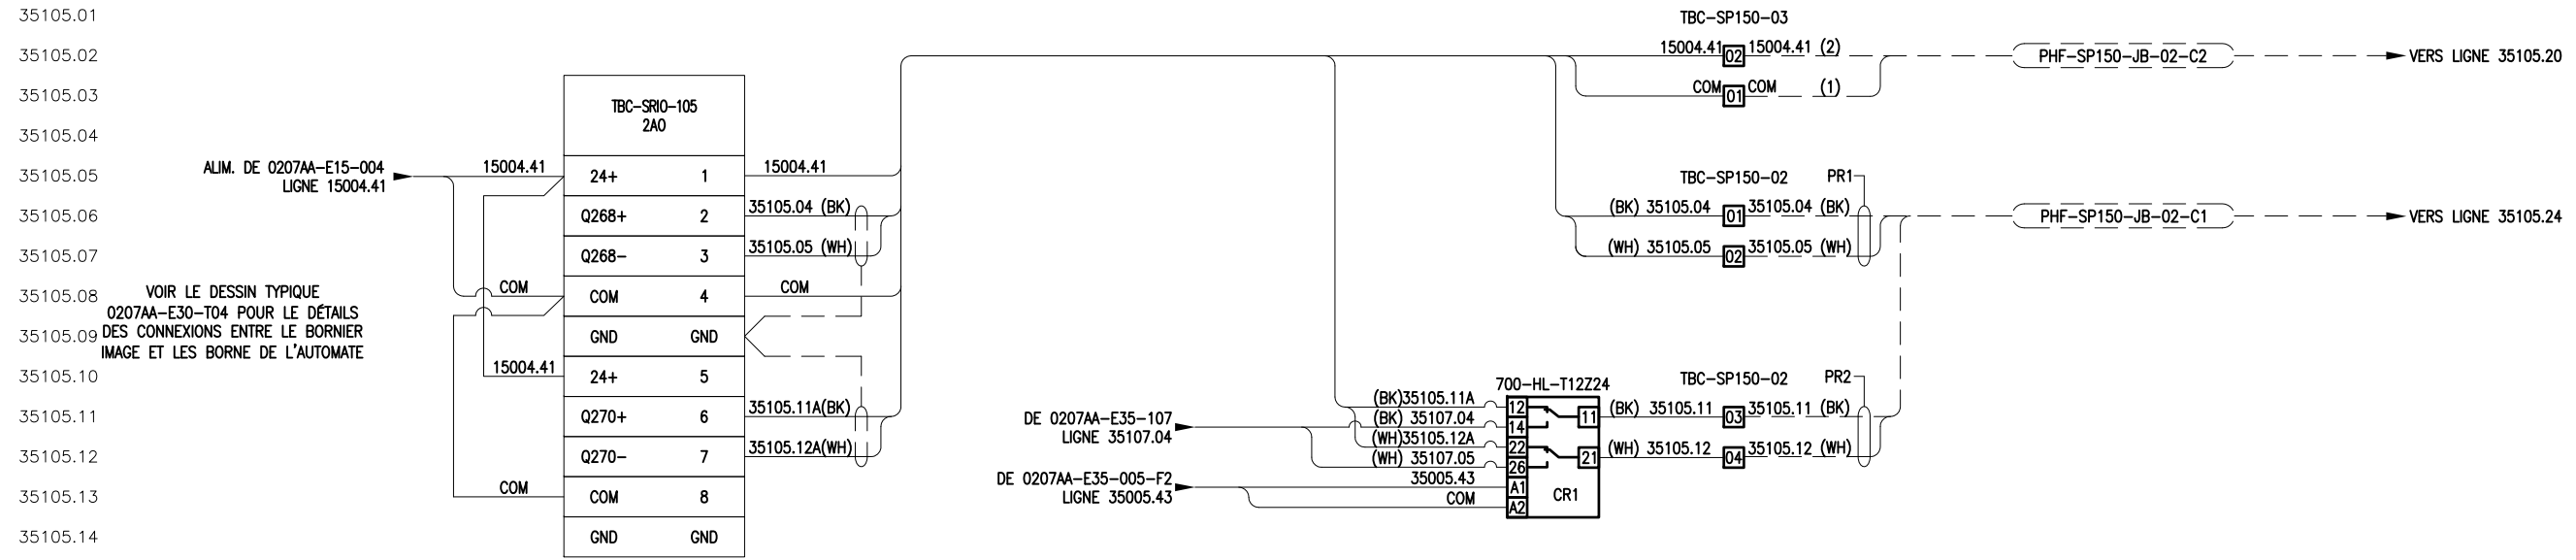 35105.01
TBC-SP150-03
35105.02
15004.41 02 15004.41 (2)
PHF-SP150-JB-02-C2
VERS LIGNE 35105.20
35105.03
COM 01 COM (1)
TBC-SRIO-105
2AO
35105.04
ALIM. DE 0207AA-E15-004
LIGNE 15004.41
35105.05
15004.41
24+ 1
15004.41
TBC-SP150-02
PR1
35105.06
Q268+ 2
35105.04 (BK)
(BK) 35105.04 01 35105.04 (BK)
PHF-SP150-JB-02-C1
VERS LIGNE 35105.24
35105.07
Q268- 3
35105.05 (WH)
(WH) 35105.05 02 35105.05 (WH)
35105.08
COM
COM 4
COM
VOIR LE DESSIN TYPIQUE
0207AA-E30-T04 POUR LE DÉTAILS
DES CONNEXIONS ENTRE LE BORNIER
IMAGE ET LES BORNE DE L'AUTOMATE
35105.09
GND GND
35105.10
15004.41
24+ 5
700-HL-T12Z24
TBC-SP150-02
PR2
35105.11
Q270+ 6
35105.11A(BK)
DE 0207AA-E35-107
LIGNE 35107.04
(BK)35105.11A 12
(BK) 35107.04 14
11
(BK) 35105.11 03 35105.11 (BK)
35105.12
Q270- 7
35105.12A(WH)
(WH)35105.12A 22
(WH) 35107.05 26
21
(WH) 35105.12 04 35105.12 (WH)
35105.13
COM
COM 8
DE 0207AA-E35-005-F2
LIGNE 35005.43
35005.43 A1
COM A2
CR1
35105.14
GND GND